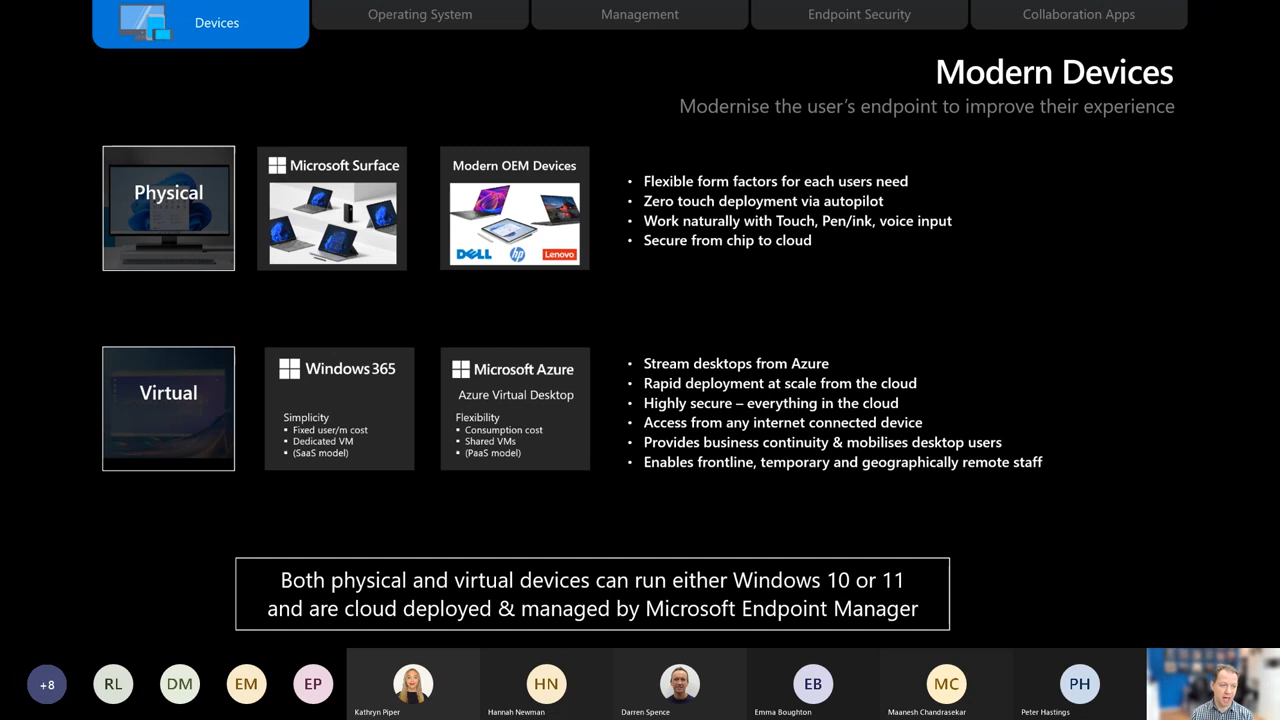 Devices
Operating System
Management
Endpoint Security
Collaboration Apps
Modern Devices
Modernise the user's endpoint to improve their experience
Physical
Microsoft Surface
Modern OEM Devices
DELL
hp
Lenovo
• Flexible form factors for each users need
• Zero touch deployment via autopilot
• Work naturally with Touch, Pen/ink, voice input
• Secure from chip to cloud
Virtual
Windows 365
Simplicity
▪ Fixed user/m cost
▪ Dedicated VM
▪ (SaaS model)
Microsoft Azure
Azure Virtual Desktop
Flexibility
▪ Consumption cost
▪ Shared VMs
▪ (PaaS model)
• Stream desktops from Azure
• Rapid deployment at scale from the cloud
• Highly secure – everything in the cloud
• Access from any internet connected device
• Provides business continuity & mobilises desktop users
• Enables frontline, temporary and geographically remote staff
Both physical and virtual devices can run either Windows 10 or 11
and are cloud deployed & managed by Microsoft Endpoint Manager
+8
RL
DM
EM
EP
Kathryn Piper
HN
Hannah Newman
Darren Spence
EB
Emma Boughton
MC
Maanesh Chandrasekar
PH
Peter Hastings